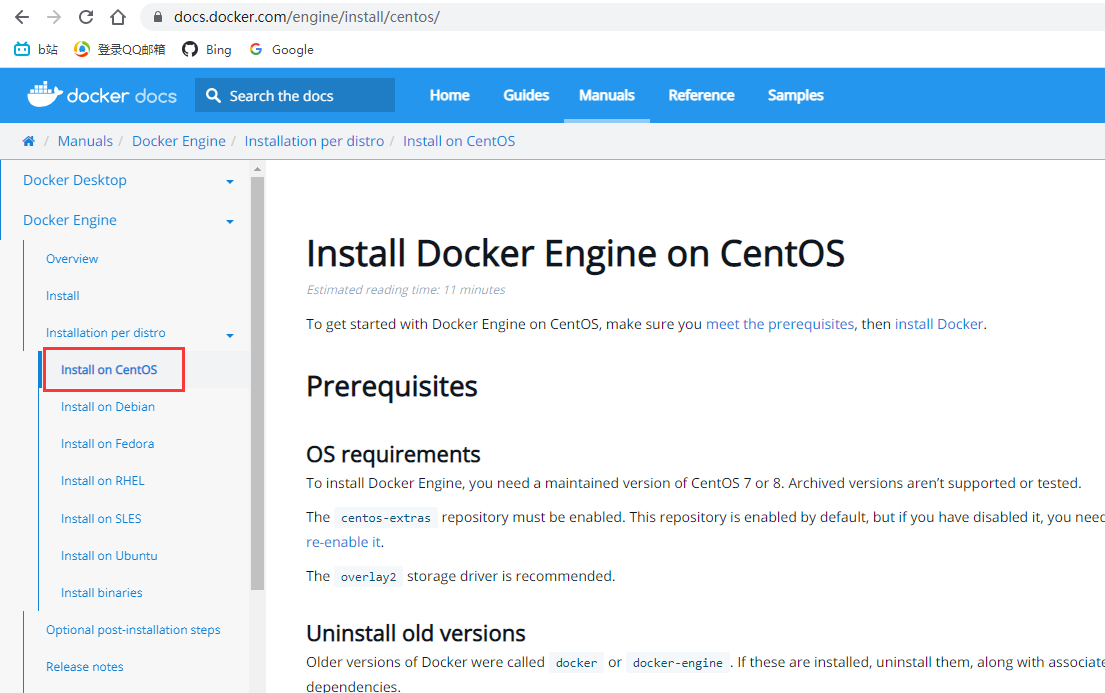 docs.docker.com/engine/install/centos/
b站 登录QQ邮箱 Bing Google
docker docs Search the docs Home Guides Manuals Reference Samples
/ Manuals / Docker Engine / Installation per distro / Install on CentOS
Docker Desktop
Docker Engine
Overview
Install
Installation per distro
Install on CentOS
Install on Debian
Install on Fedora
Install on RHEL
Install on SLES
Install on Ubuntu
Install binaries
Optional post-installation steps
Release notes
Install Docker Engine on CentOS
Estimated reading time: 11 minutes
To get started with Docker Engine on CentOS, make sure you meet the prerequisites, then install Docker.
Prerequisites
OS requirements
To install Docker Engine, you need a maintained version of CentOS 7 or 8. Archived versions aren’t supported or tested.
The centos-extras repository must be enabled. This repository is enabled by default, but if you have disabled it, you need
re-enable it.
The overlay2 storage driver is recommended.
Uninstall old versions
Older versions of Docker were called docker or docker-engine. If these are installed, uninstall them, along with associate
dependencies.